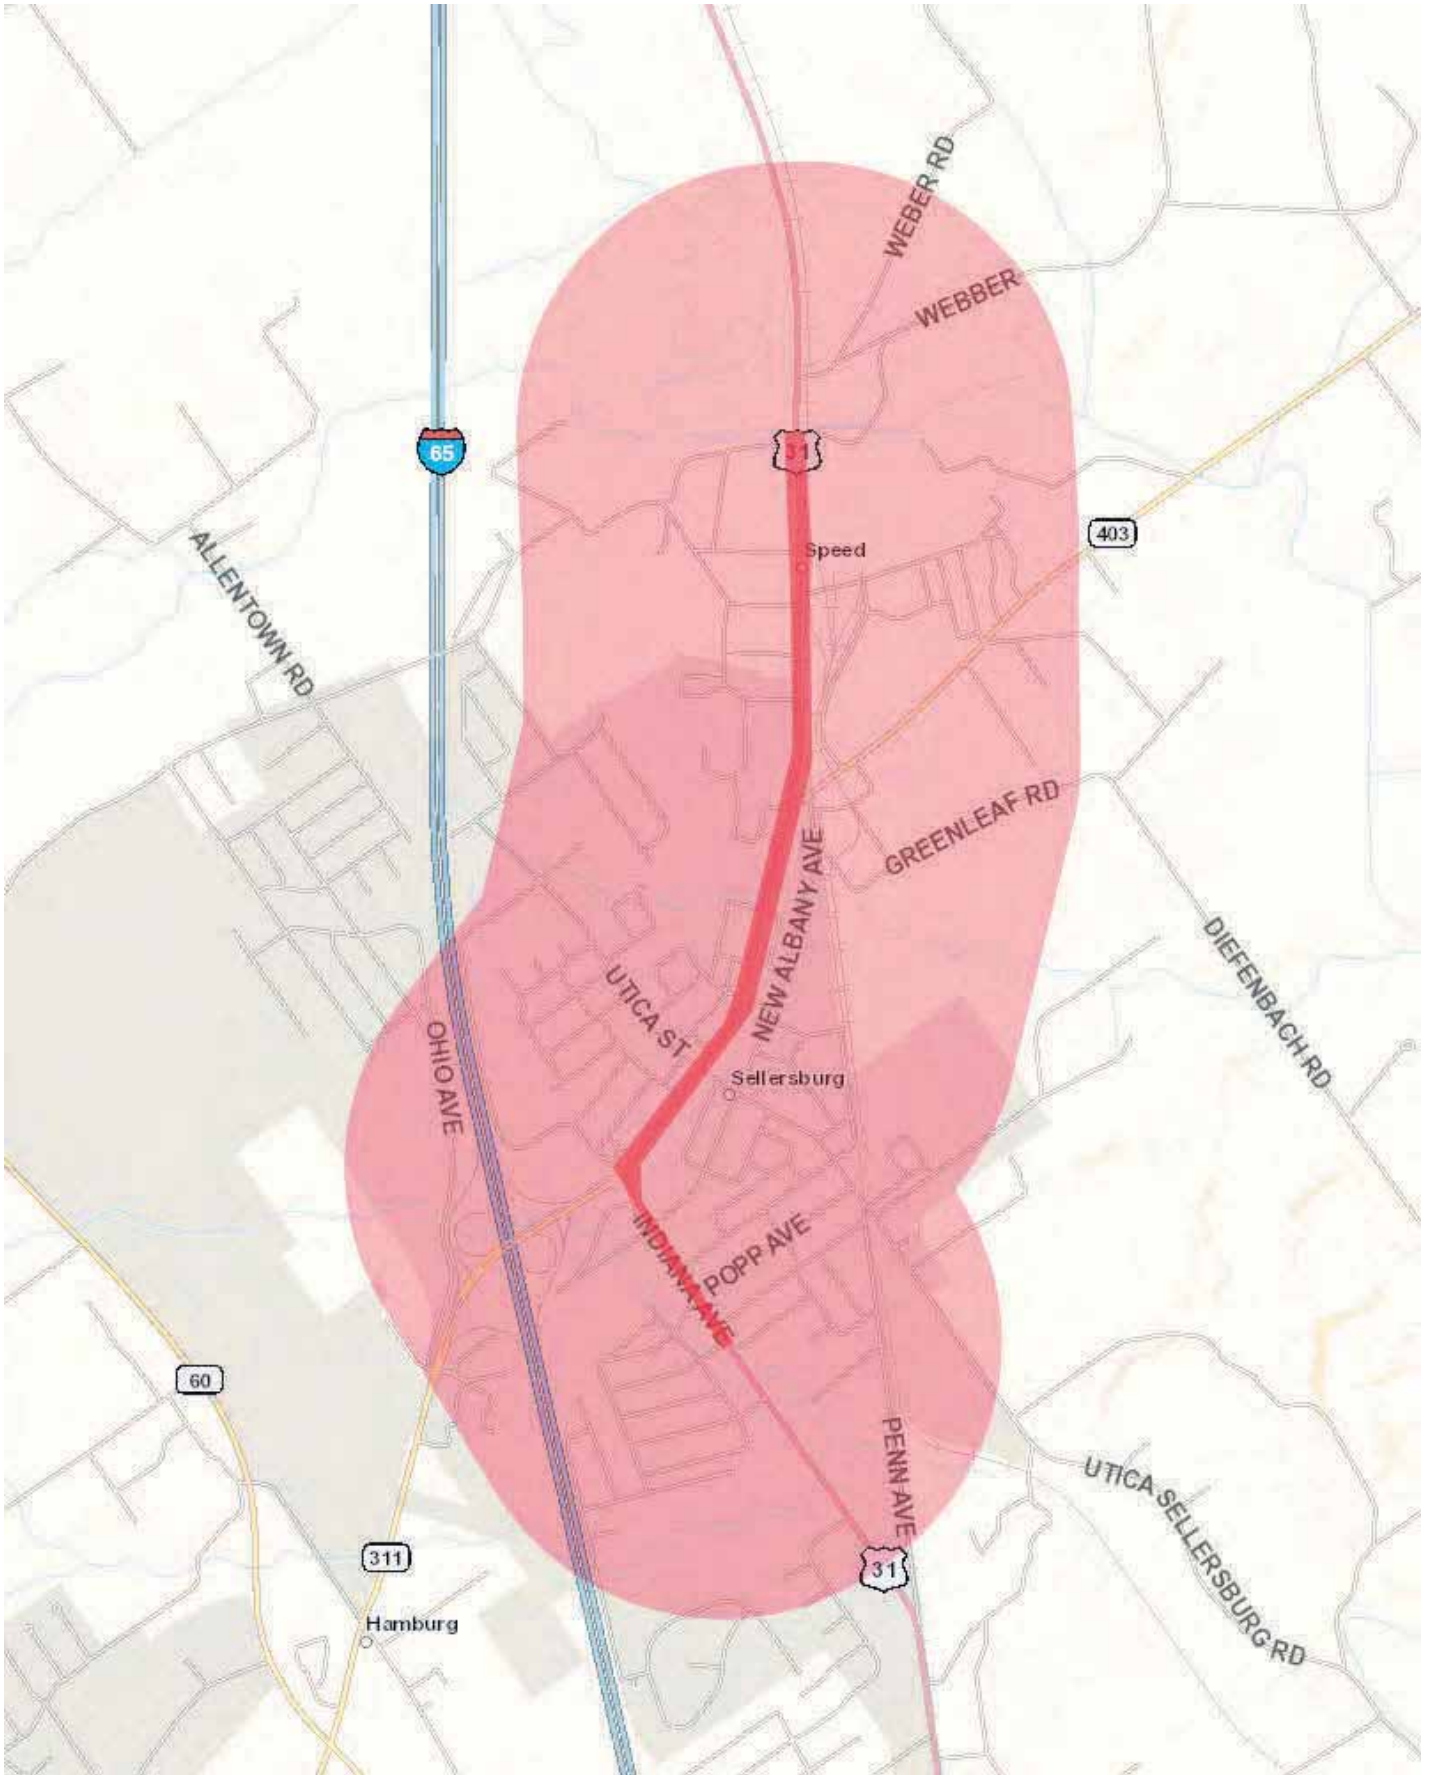 WEBER RD
WEBBER
65
31
403
Speed
ALLENTOWN RD
GREENLEAF RD
NEW ALBANY AVE
UTICA ST
DIEFENBACH RD
OHIO AVE
Sellersburg
INDIANA AVE
POPP AVE
60
PENN AVE
UTICA SELLERSBURG RD
311
31
Hamburg